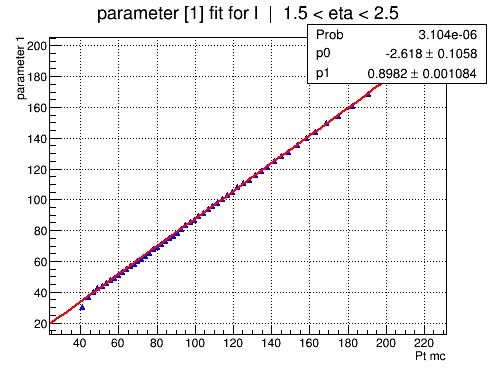 parameter [1] fit for l | 1.5 < eta < 2.5
Prob 3.104e-06
p0 -2.618 ± 0.1058
p1 0.8982 ± 0.001084
parameter 1
200
180
160
140
120
100
80
60
40
20
40 60 80 100 120 140 160 180 200 220
Pt mc